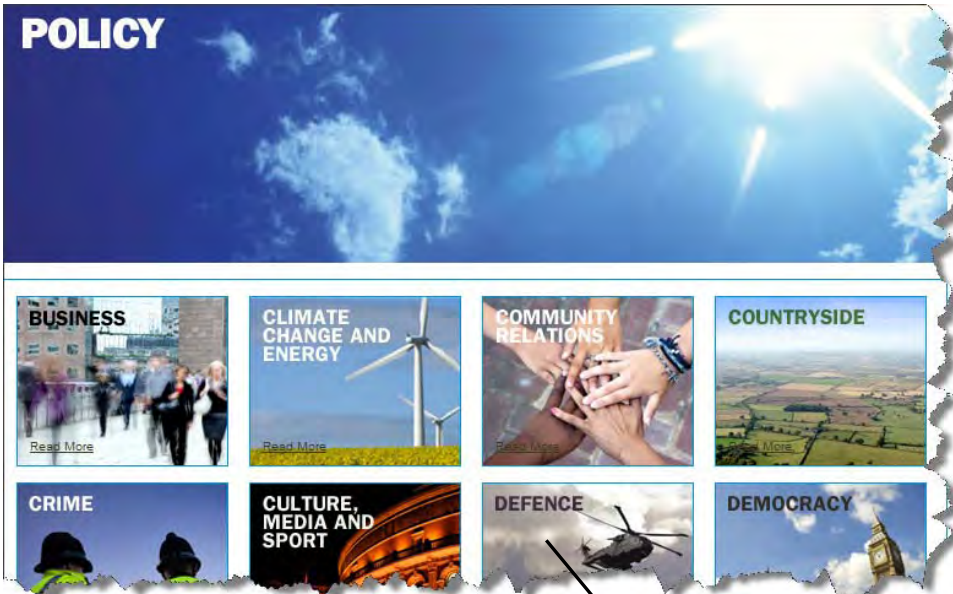 POLICY
BUSINESS
Read More
CLIMATE
CHANGE AND
ENERGY
Read More
COMMUNITY
RELATIONS
Read More
COUNTRYSIDE
Read More
CRIME
CULTURE,
MEDIA AND
SPORT
DEFENCE
DEMOCRACY